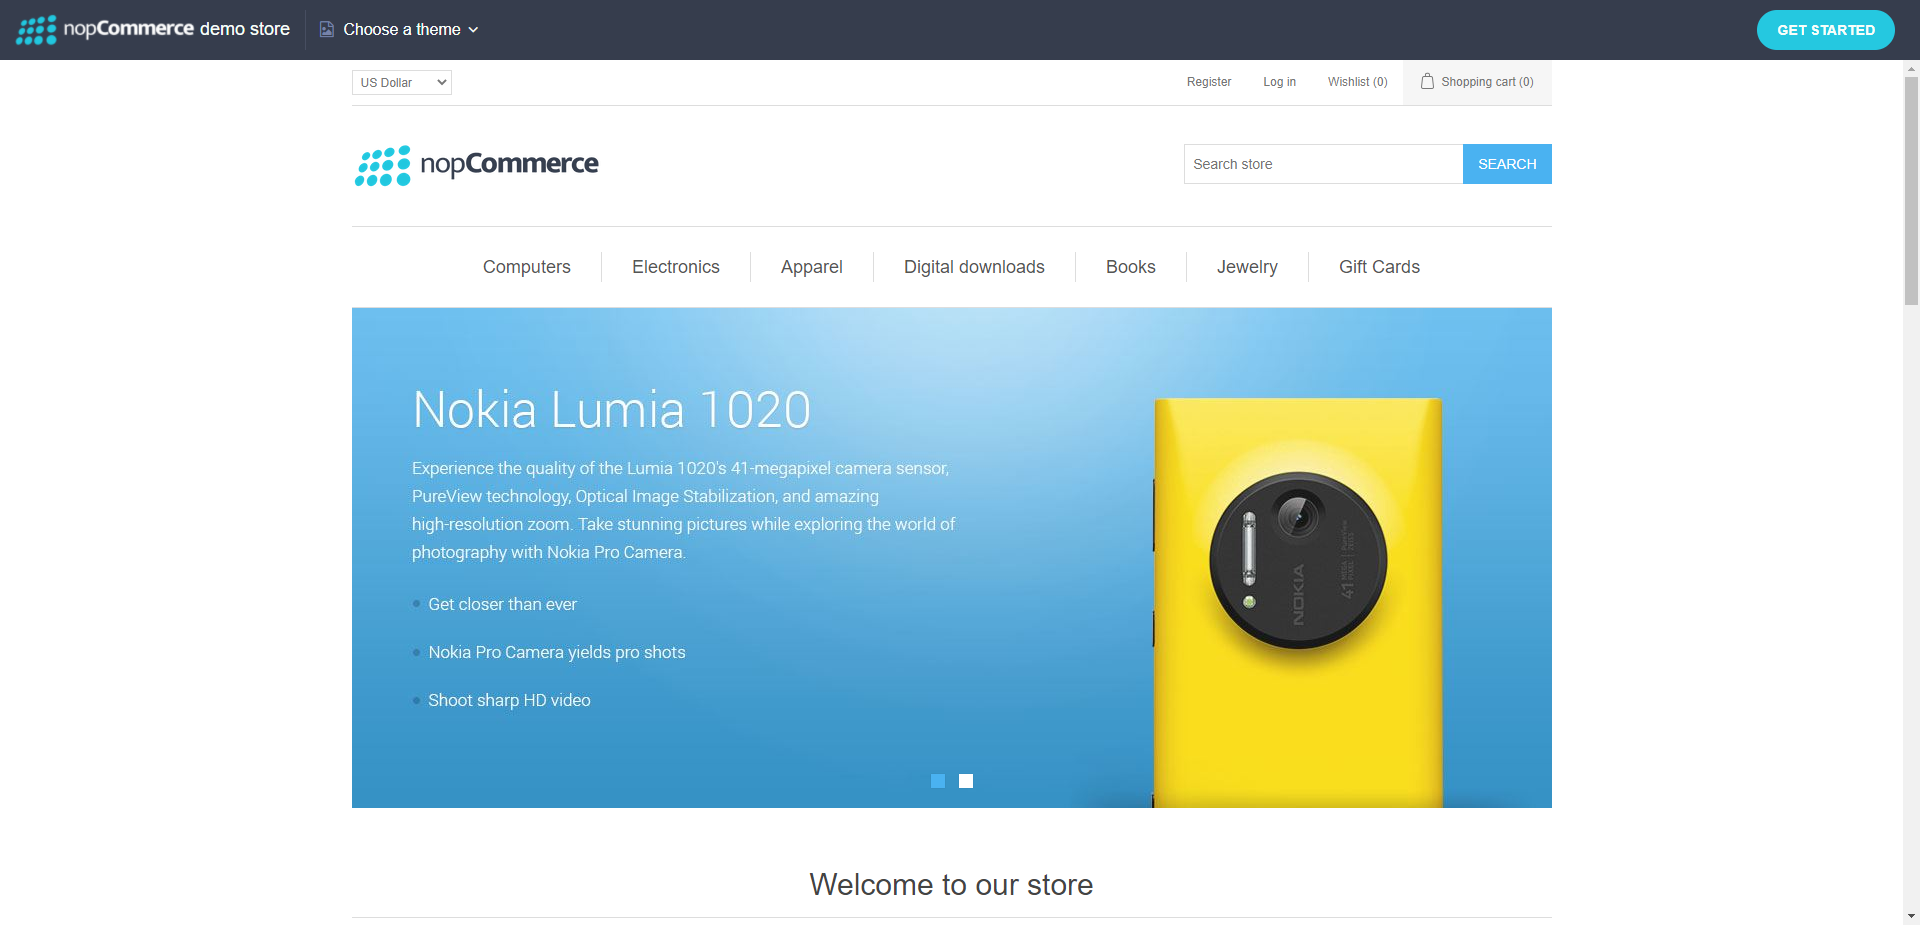 nopCommerce demo store
Choose a theme
GET STARTED
US Dollar
Register
Log in
Wishlist (0)
Shopping cart (0)
nopCommerce
Search store
SEARCH
Computers
Electronics
Apparel
Digital downloads
Books
Jewelry
Gift Cards
Nokia Lumia 1020
Experience the quality of the Lumia 1020's 41-megapixel camera sensor,
PureView technology, Optical Image Stabilization, and amazing
high-resolution zoom. Take stunning pictures while exploring the world of
photography with Nokia Pro Camera.
Get closer than ever
Nokia Pro Camera yields pro shots
Shoot sharp HD video
NOKIA
41 MEGA PIXEL
PureView
ZEISS
Welcome to our store